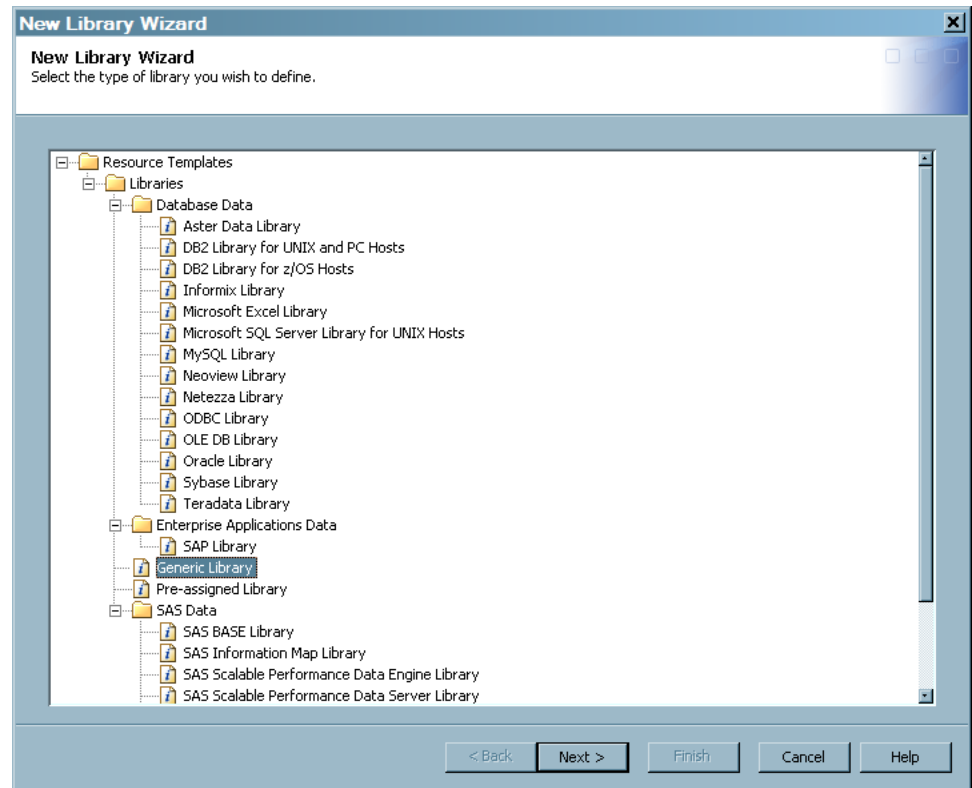 New Library Wizard
New Library Wizard
Select the type of library you wish to define.
Resource Templates
Libraries
Database Data
Aster Data Library
DB2 Library for UNIX and PC Hosts
DB2 Library for z/OS Hosts
Informix Library
Microsoft Excel Library
Microsoft SQL Server Library for UNIX Hosts
MySQL Library
Neoview Library
Netezza Library
ODBC Library
OLE DB Library
Oracle Library
Sybase Library
Teradata Library
Enterprise Applications Data
SAP Library
Generic Library
Pre-assigned Library
SAS Data
SAS BASE Library
SAS Information Map Library
SAS Scalable Performance Data Engine Library
SAS Scalable Performance Data Server Library
< Back Next > Finish Cancel Help